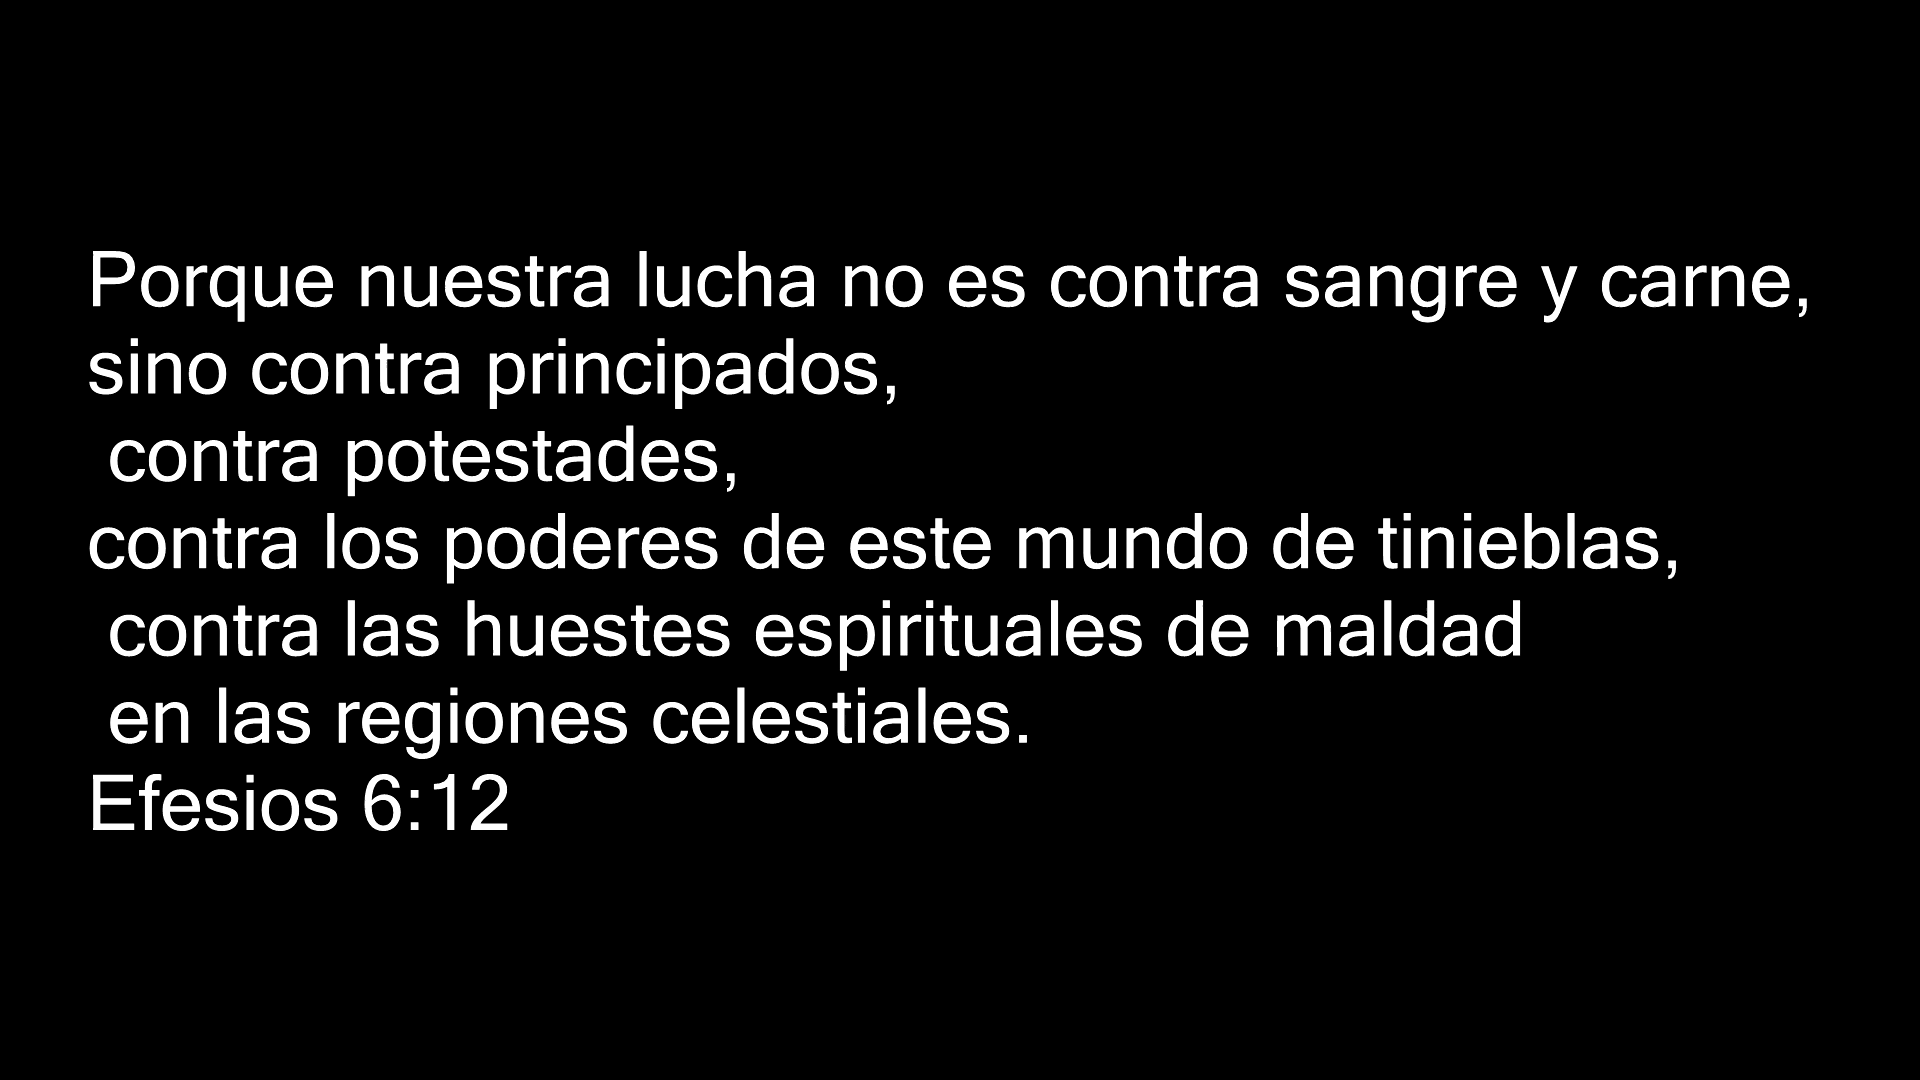 Porque nuestra lucha no es contra sangre y carne,
sino contra principados,
contra potestades,
contra los poderes de este mundo de tinieblas,
contra las huestes espirituales de maldad
en las regiones celestiales.
Efesios 6:12